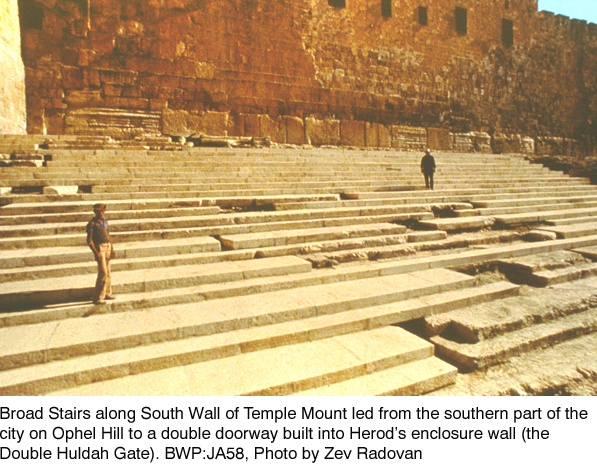 Broad Stairs along South Wall of Temple Mount led from the southern part of the
city on Ophel Hill to a double doorway built into Herod’s enclosure wall (the
Double Huldah Gate). BWP:JA58, Photo by Zev Radovan